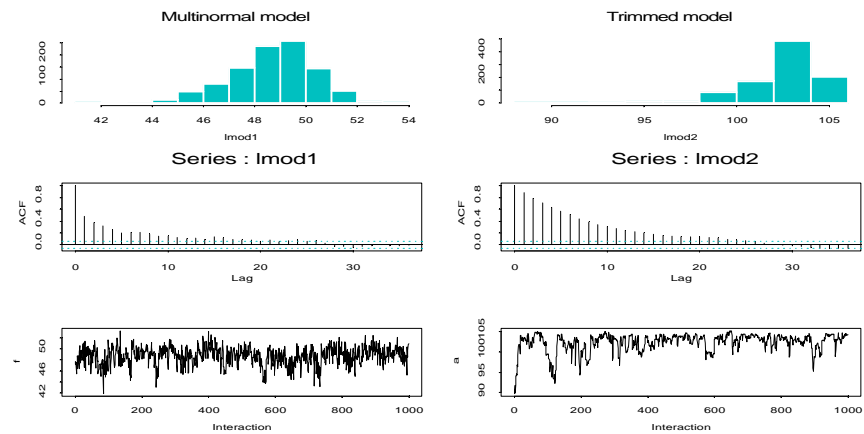 Multinormal model
0 100 200
42 44 46 48 50 52 54
lmod1
Trimmed model
0 200 400
90 95 100 105
lmod2
Series : lmod1
ACF
0.0 0.4 0.8
0 10 20 30
Lag
Series : lmod2
ACF
0.0 0.4 0.8
0 10 20 30
Lag
f
42 46 50
0 200 400 600 800 1000
Interaction
a
90 95 100 105
0 200 400 600 800 1000
Interaction